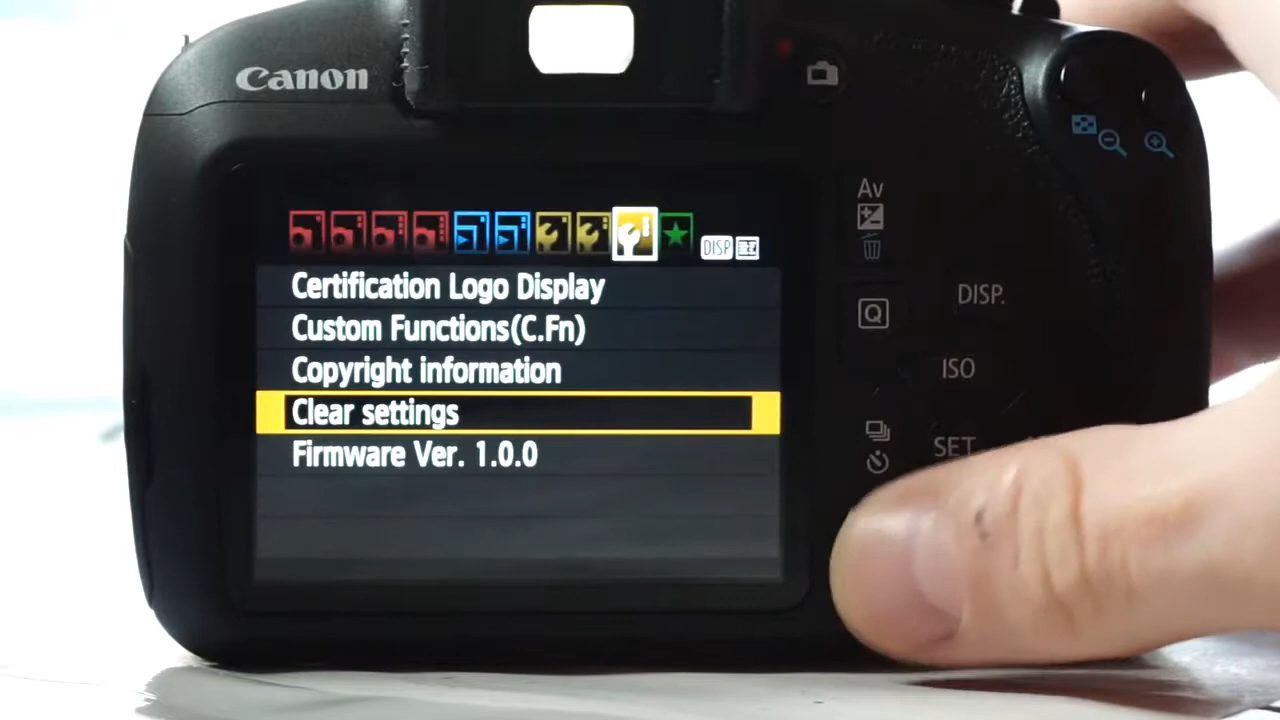 Canon
DISP
Certification Logo Display
Custom Functions(C.Fn)
Copyright information
Clear settings
Firmware Ver. 1.0.0
Av
Q
DISP.
ISO
SET